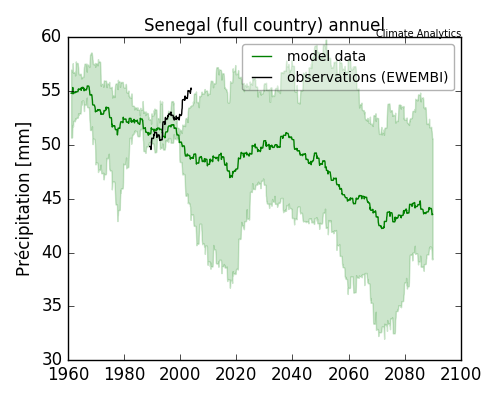 Senegal (full country) annuel
Climate Analytics
model data
observations (EWEMBI)
Précipitation [mm]
60
55
50
45
40
35
30
1960 1980 2000 2020 2040 2060 2080 2100